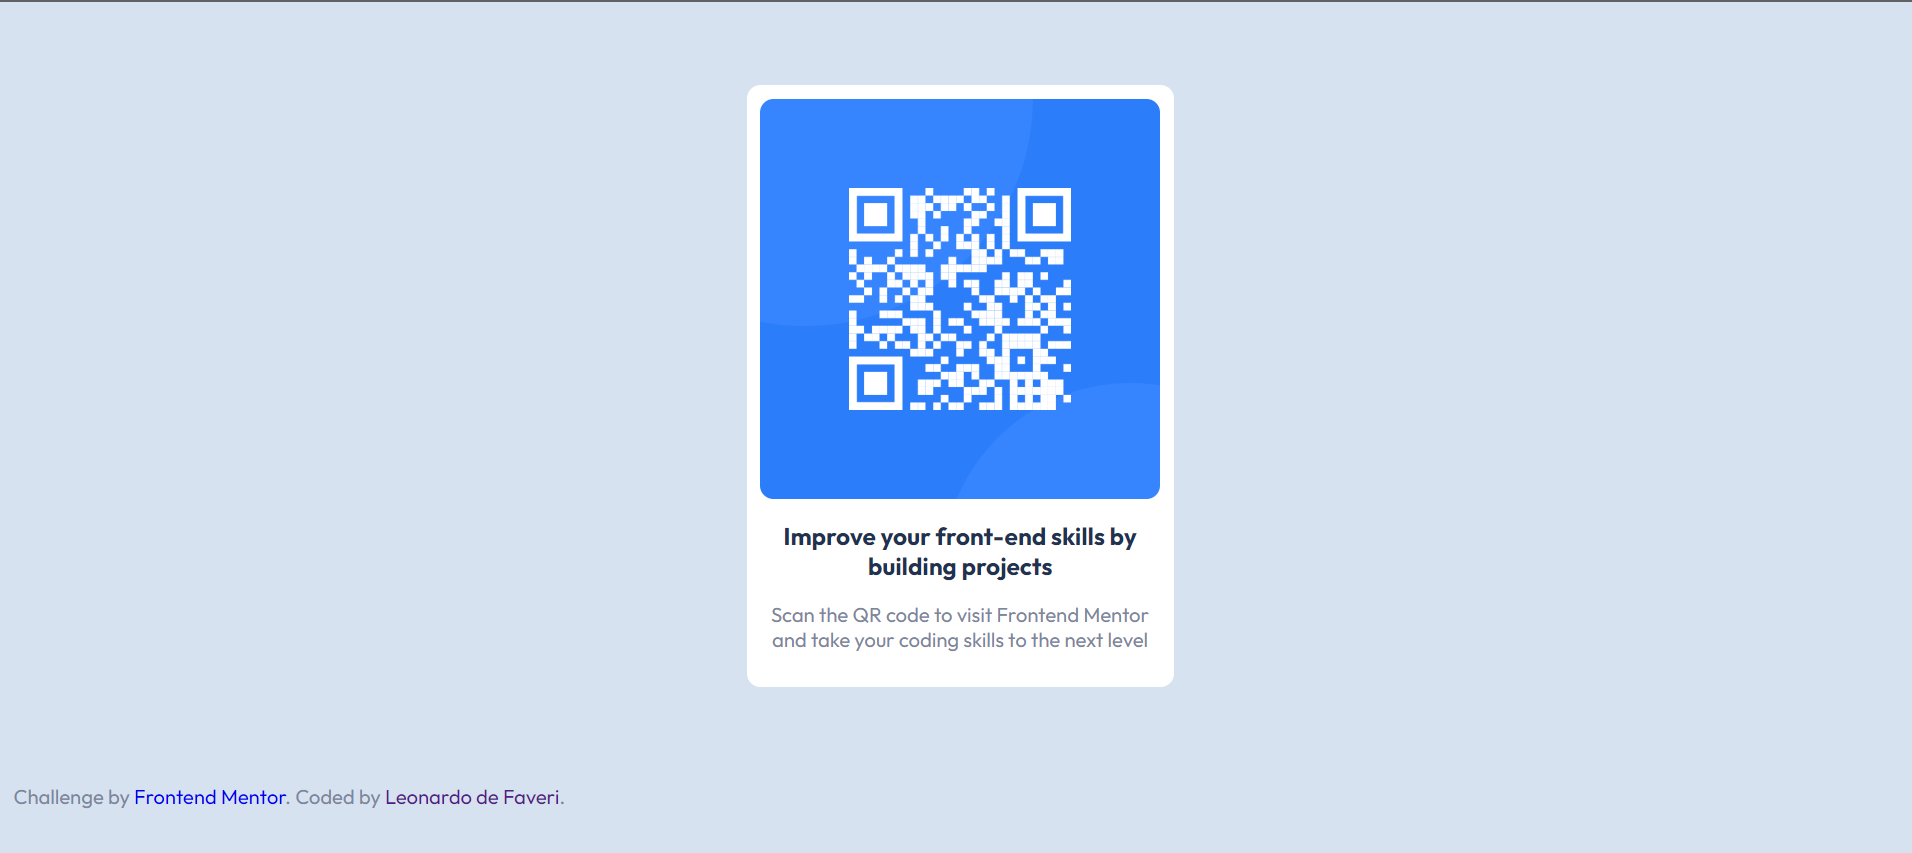 Improve your front-end skills by
building projects
Scan the QR code to visit Frontend Mentor
and take your coding skills to the next level
Challenge by Frontend Mentor. Coded by Leonardo de Faveri.